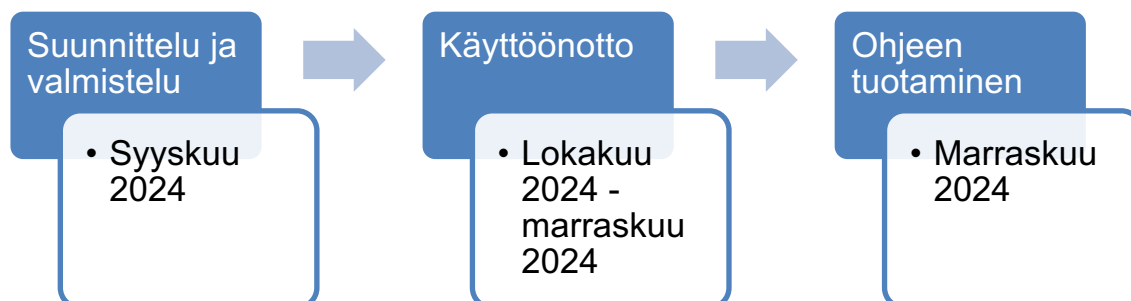 Suunnittelu ja
valmistelu
• Syyskuu
2024
Käyttöönotto
• Lokakuu
2024 -
marraskuu
2024
Ohjeen
tuotaminen
• Marraskuu
2024